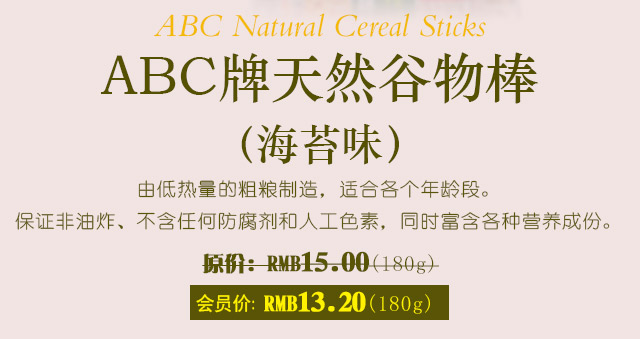 ABC Natural Cereal Sticks
ABC牌天然谷物棒
（海苔味）
由低热量的粗粮制造，适合各个年龄段。
保证非油炸、不含任何防腐剂和人工色素，同时富含各种营养成份。
原价：RMB15.00(180g)
会员价: RMB13.20(180g)